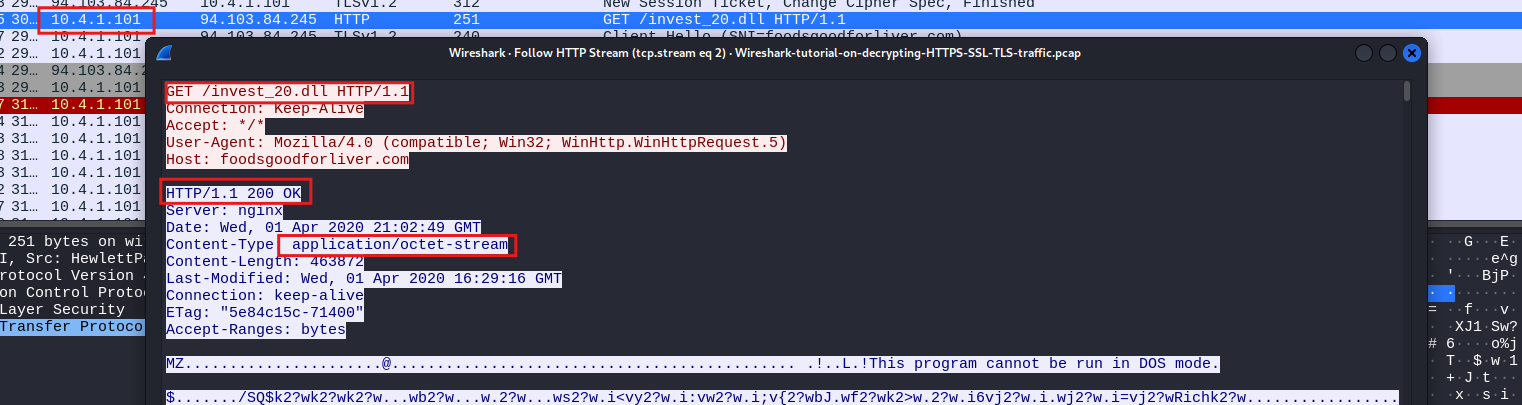 29… 94.103.84.245 10.4.1.101 TLSv1.2 312 New Session Ticket, Change Cipher Spec, Finished
30… 10.4.1.101 94.103.84.245 HTTP 251 GET /invest_20.dll HTTP/1.1
29… 10.4.1.101 94.103.84.245 TLSv1.2 240 Client Hello (SNI=foodsgoodforliver.com)
Wireshark · Follow HTTP Stream (tcp.stream eq 2) · Wireshark-tutorial-on-decrypting-HTTPS-SSL-TLS-traffic.pcap
29… 10.4.1.101
29… 94.103.84.2
29… 10.4.1.101
31… 10.4.1.101
31… 10.4.1.101
31… 10.4.1.101
31… 10.4.1.101
31… 10.4.1.101
31… 10.4.1.101
31… 10.4.1.101
31… 10.4.1.101
GET /invest_20.dll HTTP/1.1
Connection: Keep-Alive
Accept: */*
User-Agent: Mozilla/4.0 (compatible; Win32; WinHttp.WinHttpRequest.5)
Host: foodsgoodforliver.com
HTTP/1.1 200 OK
Server: nginx
Date: Wed, 01 Apr 2020 21:02:49 GMT
Content-Type application/octet-stream
Content-Length: 463872
Last-Modified: Wed, 01 Apr 2020 16:29:16 GMT
Connection: keep-alive
ETag: "5e84c15c-71400"
Accept-Ranges: bytes
MZ......................@.............................................. .!..L.!This program cannot be run in DOS mode.
$......./SQ$k2?wk2?wk2?w...wb2?w...w.2?w...ws2?w.i<vy2?w.i:vw2?w.i;v{2?wbJ.wf2?wk2>w.2?w.i6vj2?w.i.wj2?w.i=vj2?wRichk2?w.................
251 bytes on wi
I, Src: HewlettPa
rotocol Version
on Control Protoc
Layer Security
Transfer Protoco
· ·· G···E·
·····e^g
'···BjP·
= ··f···v·
XJ1·Sw?
# 6····o%j
T··$·w·1
+·J·t···
x··s·i